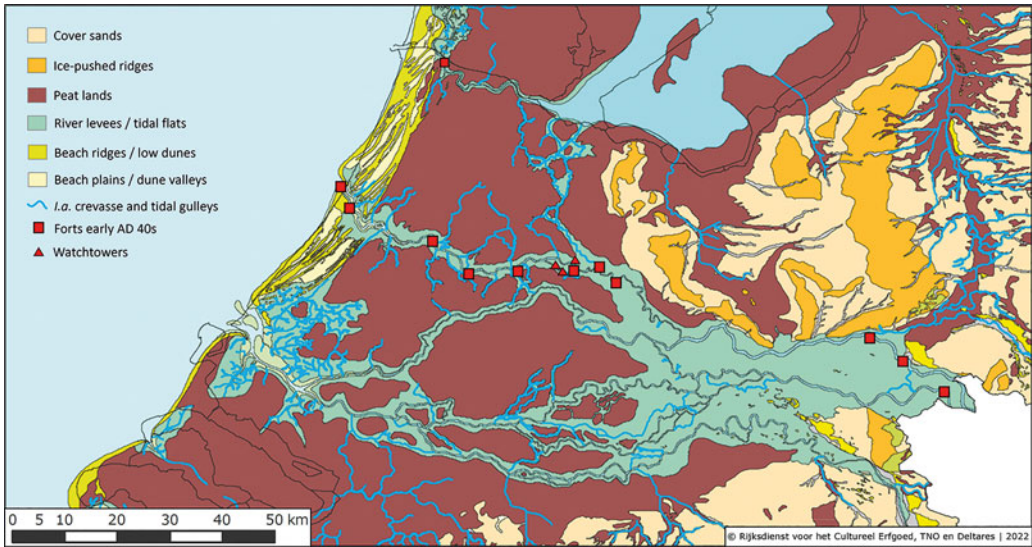 Cover sands
Ice-pushed ridges
Peat lands
River levees / tidal flats
Beach ridges / low dunes
Beach plains / dune valleys
I.a. crevasse and tidal gulleys
Forts early AD 40s
Watchtowers
0 5 10 20 30 40 50 km
© Rijksdienst voor het Cultureel Erfgoed, TNO en Deltares | 2022